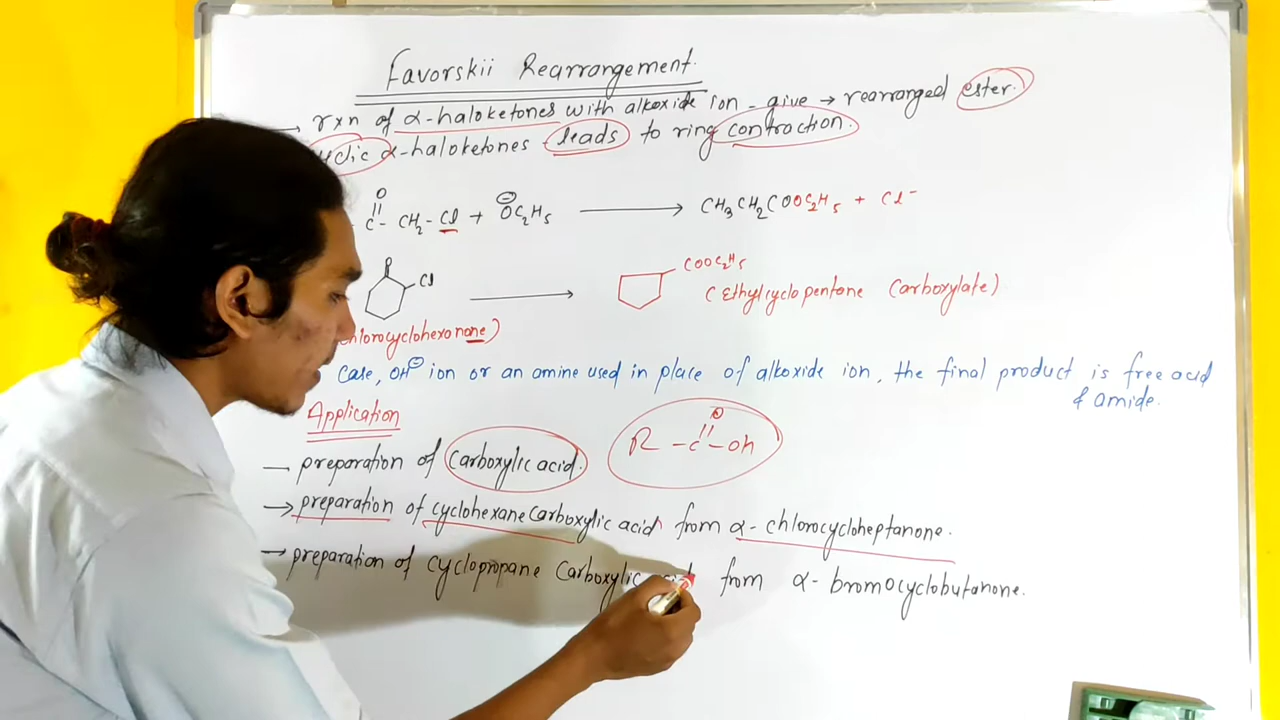 Favorskii Rearrangement.
→ rxn of α-haloketones with alkoxide ion - give → rearranged ester.
α-haloketones leads to ring contraction.
O
C - CH2 - Cl + ⊖OC2H5 → CH3CH2COOC2H5 + Cl⁻
Cl → COOC2H5
(Ethylcyclopentane Carboxylate)
chlorocyclohexonone)
case, OH⊖ ion or an amine used in place of alkoxide ion, the final product is free acid
& amide.
Application
— preparation of Carboxylic acid. R - C - OH
→ preparation of cyclohexane carboxylic acid from α- chlorocycloheptanone.
→ preparation of cyclopropane Carboxylic from α- bromocyclobutanone.